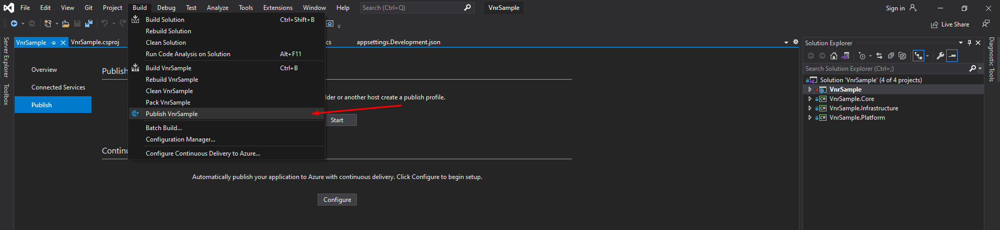 File Edit View Git Project Build Debug Test Analyze Tools Extensions Window Help Search (Ctrl+Q) VnrSample Sign in
Live Share
VnrSample VnrSample.csproj cs appsettings.Development.json
Server Explorer
Toolbox
Overview
Connected Services
Publish
Build Solution Ctrl+Shift+B
Rebuild Solution
Clean Solution
Run Code Analysis on Solution Alt+F11
Build VnrSample Ctrl+B
Rebuild VnrSample
Clean VnrSample
Pack VnrSample
Publish VnrSample
Batch Build...
Configuration Manager...
Configure Continuous Delivery to Azure...
Publish
lder or another host create a publish profile.
Start
Continu
Automatically publish your application to Azure with continuous delivery. Click Configure to begin setup.
Configure
Solution Explorer
Search Solution Explorer (Ctrl+;)
Solution 'VnrSample' (4 of 4 projects)
VnrSample
C# VnrSample.Core
C# VnrSample.Infrastructure
C# VnrSample.Platform
Diagnostic Tools